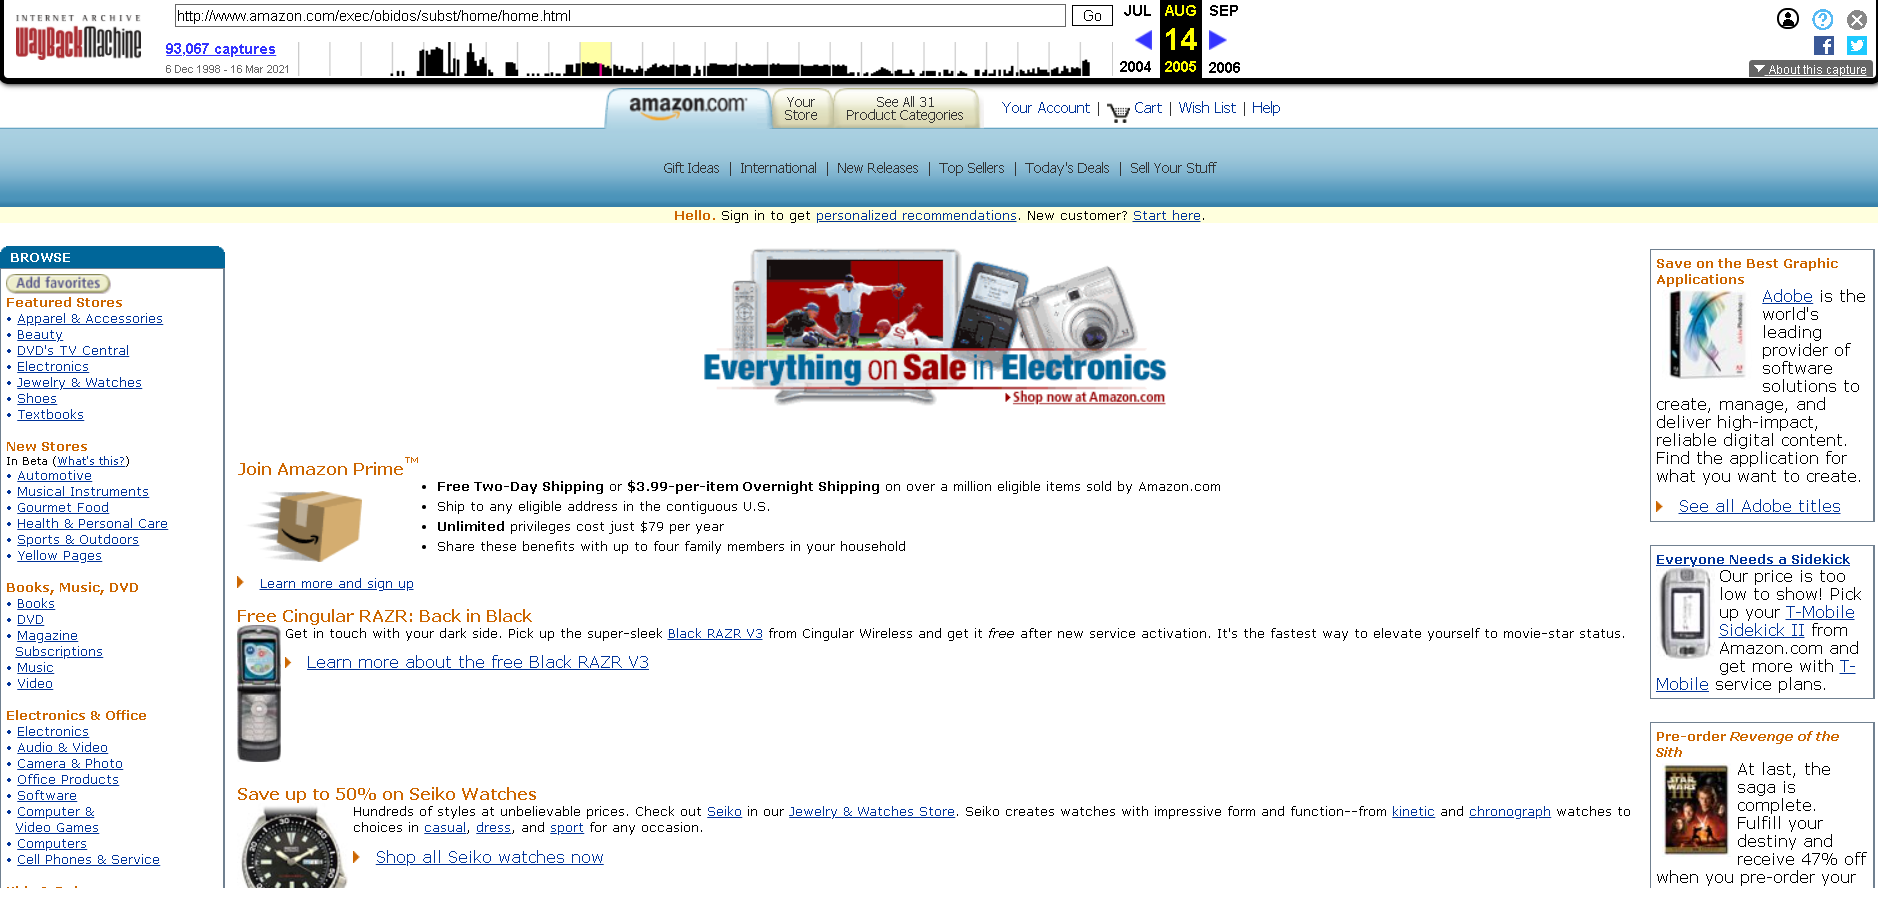 INTERNET ARCHIVE
WayBackMachine
http://www.amazon.com/exec/obidos/subst/home/home.html
Go
93,067 captures
6 Dec 1998 - 16 Mar 2021
JUL AUG SEP
14
2004 2005 2006
About this capture
amazon.com
Your Store
See All 31
Product Categories
Your Account | Cart | Wish List | Help
Gift Ideas | International | New Releases | Top Sellers | Today's Deals | Sell Your Stuff
Hello. Sign in to get personalized recommendations. New customer? Start here.
BROWSE
Add favorites
Featured Stores
• Apparel & Accessories
• Beauty
• DVD's TV Central
• Electronics
• Jewelry & Watches
• Shoes
• Textbooks
New Stores
In Beta (What's this?)
• Automotive
• Musical Instruments
• Gourmet Food
• Health & Personal Care
• Sports & Outdoors
• Yellow Pages
Books, Music, DVD
• Books
• DVD
• Magazine
Subscriptions
• Music
• Video
Electronics & Office
• Electronics
• Audio & Video
• Camera & Photo
• Office Products
• Software
• Computer &
Video Games
• Computers
• Cell Phones & Service
Everything on Sale in Electronics
Shop now at Amazon.com
Join Amazon Prime™
• Free Two-Day Shipping or $3.99-per-item Overnight Shipping on over a million eligible items sold by Amazon.com
• Ship to any eligible address in the contiguous U.S.
• Unlimited privileges cost just $79 per year
• Share these benefits with up to four family members in your household
Learn more and sign up
Free Cingular RAZR: Back in Black
Get in touch with your dark side. Pick up the super-sleek Black RAZR V3 from Cingular Wireless and get it free after new service activation. It's the fastest way to elevate yourself to movie-star status.
Learn more about the free Black RAZR V3
Save up to 50% on Seiko Watches
Hundreds of styles at unbelievable prices. Check out Seiko in our Jewelry & Watches Store. Seiko creates watches with impressive form and function--from kinetic and chronograph watches to
choices in casual, dress, and sport for any occasion.
Shop all Seiko watches now
Save on the Best Graphic
Applications
Adobe is the
world's
leading
provider of
software
solutions to
create, manage, and
deliver high-impact,
reliable digital content.
Find the application for
what you want to create.
See all Adobe titles
Everyone Needs a Sidekick
Our price is too
low to show! Pick
up your T-Mobile
Sidekick II from
Amazon.com and
get more with T-
Mobile service plans.
Pre-order Revenge of the
Sith
STAR WARS
III
At last, the
saga is
complete.
Fulfill your
destiny and
receive 47% off
when you pre-order your